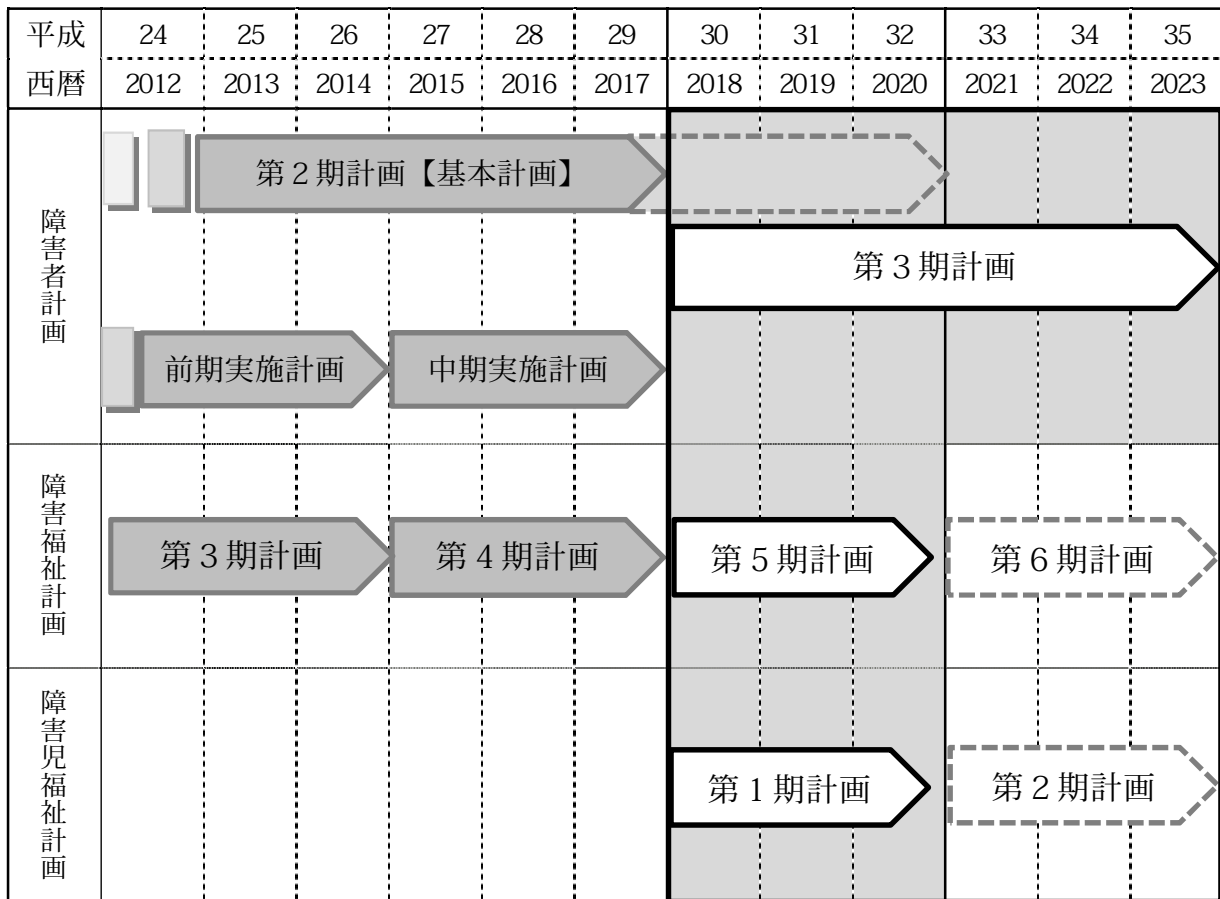 平成 24 25 26 27 28 29 30 31 32 33 34 35
西暦 2012 2013 2014 2015 2016 2017 2018 2019 2020 2021 2022 2023
障害者計画
第２期計画【基本計画】
第３期計画
前期実施計画 中期実施計画
障害福祉計画
第３期計画 第４期計画 第５期計画 第６期計画
障害児福祉計画
第１期計画 第２期計画